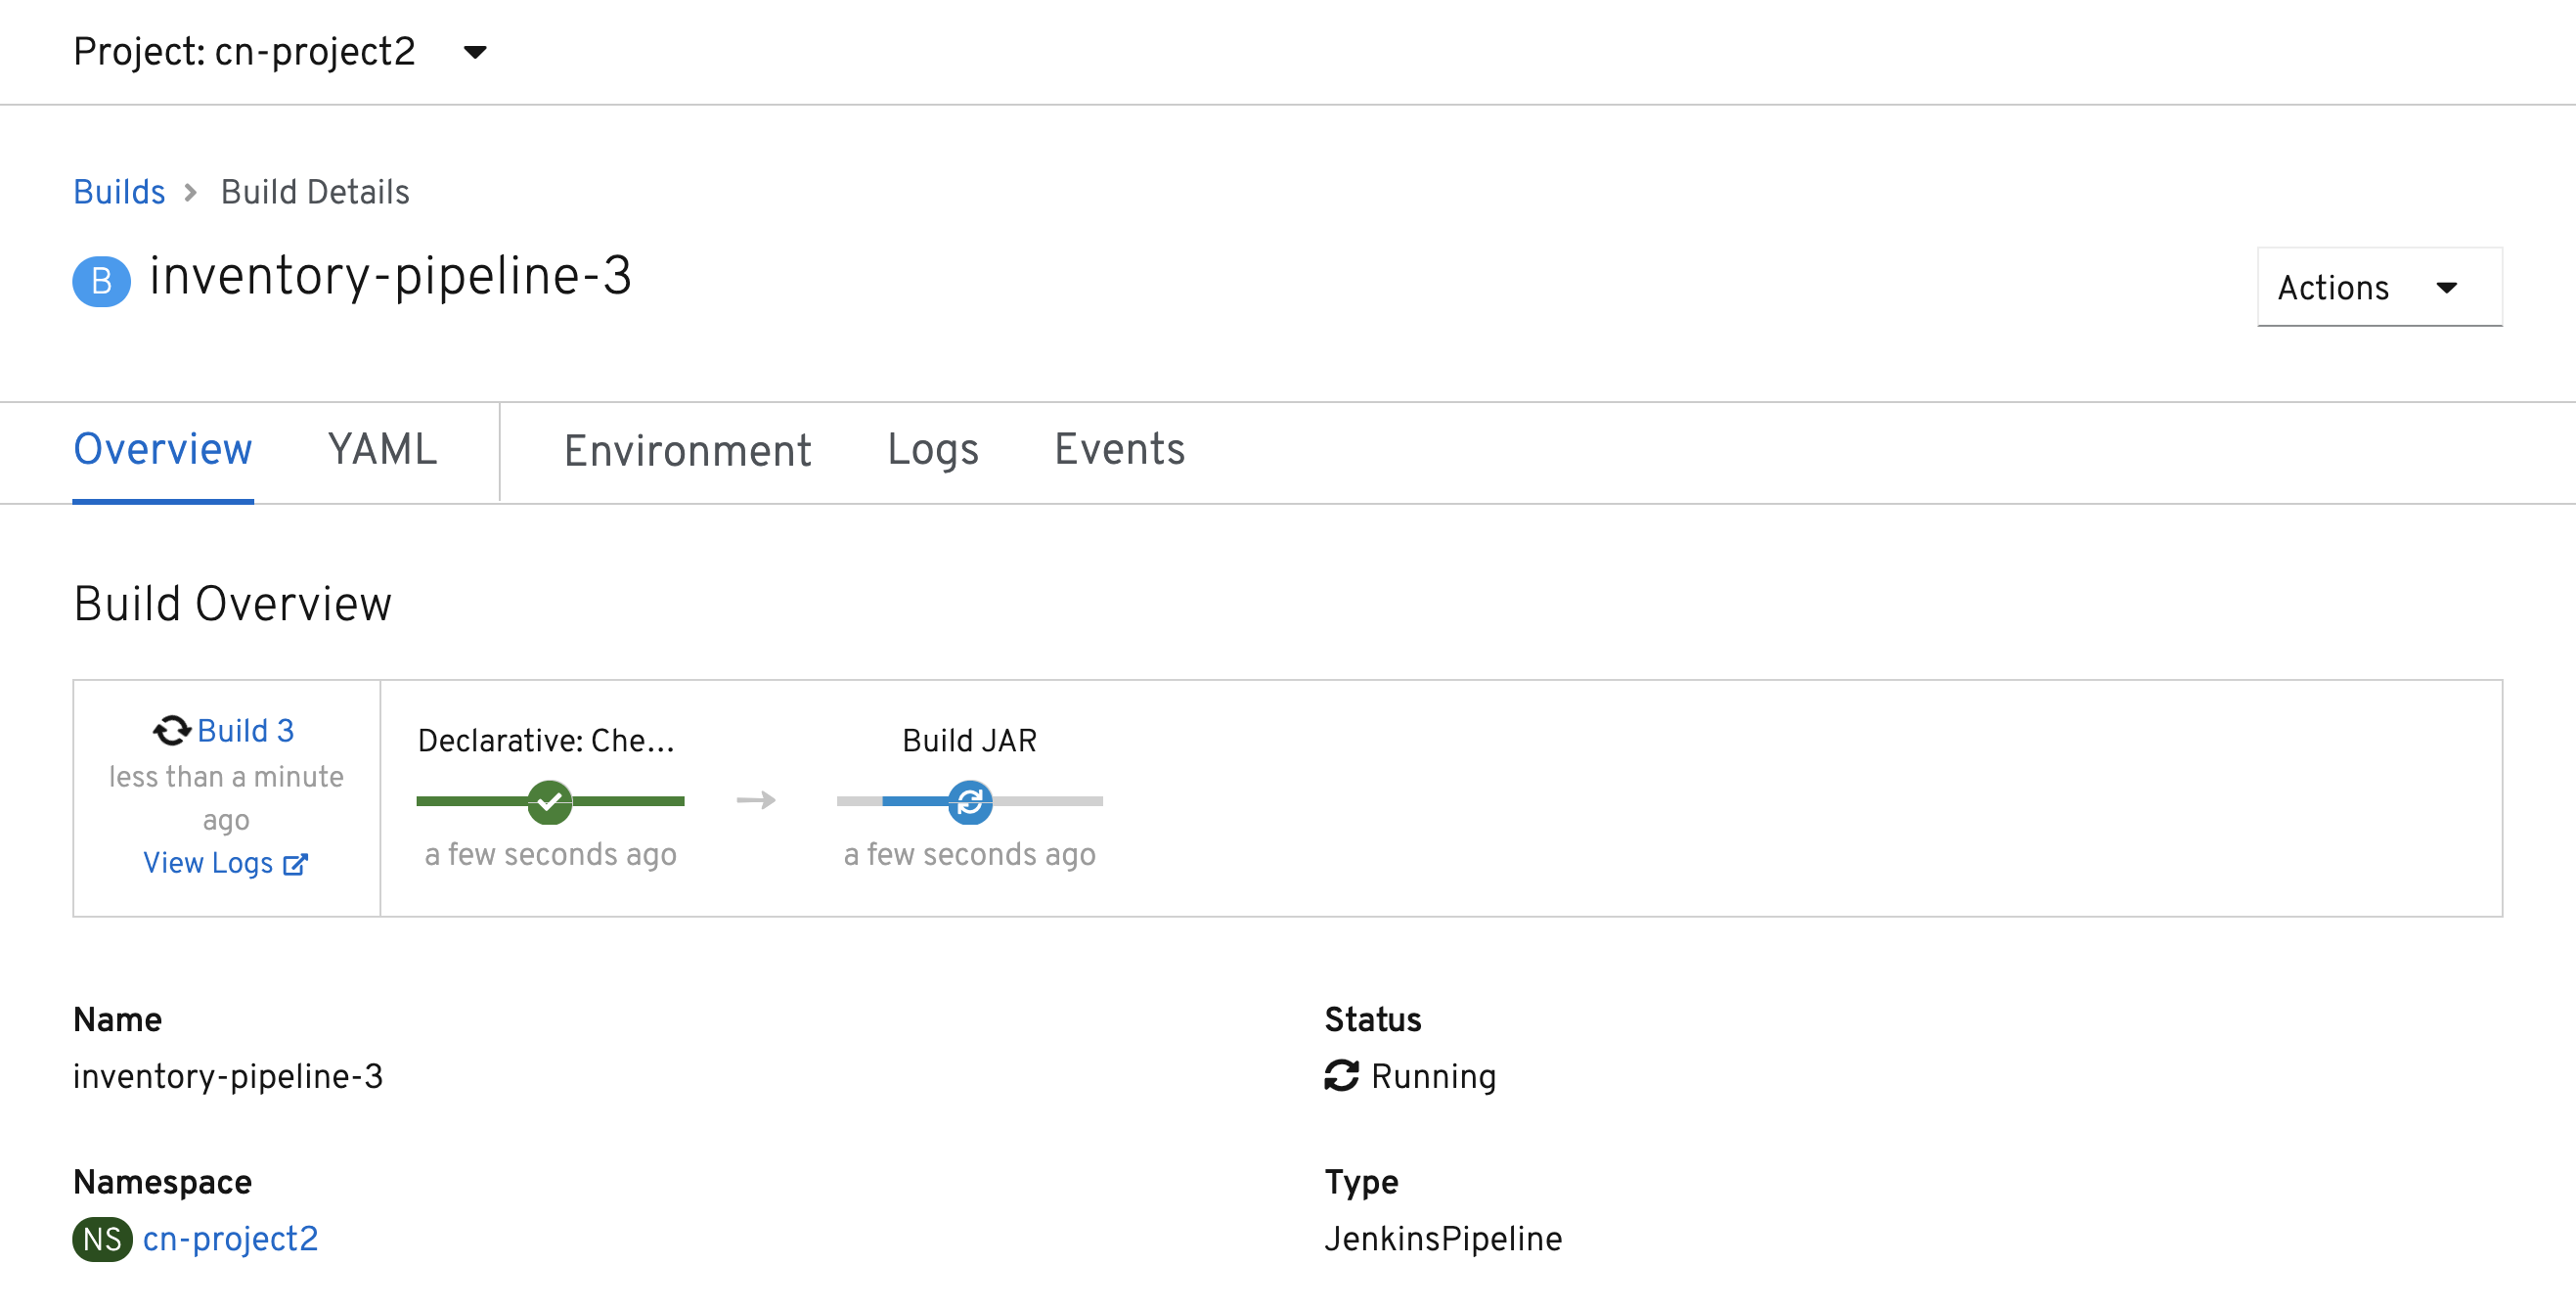 Project: cn-project2
Builds > Build Details
B inventory-pipeline-3
Actions
Overview YAML Environment Logs Events
Build Overview
Build 3
less than a minute
ago
View Logs
Declarative: Che...
a few seconds ago
Build JAR
a few seconds ago
Name
inventory-pipeline-3
Status
Running
Namespace
NS cn-project2
Type
JenkinsPipeline